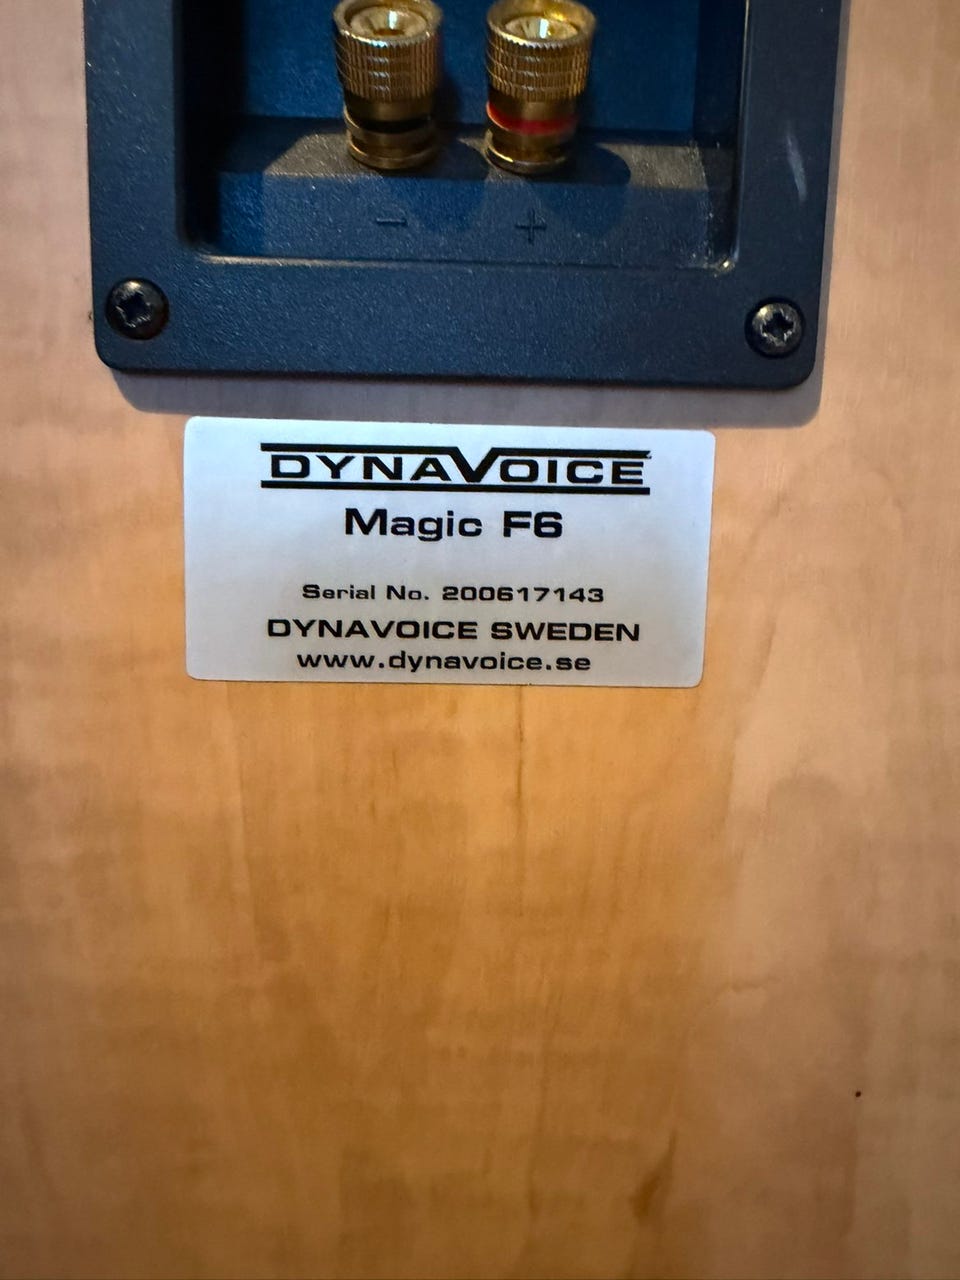 - +
DYNAVOICE
Magic F6
Serial No. 200617143
DYNAVOICE SWEDEN
www.dynavoice.se